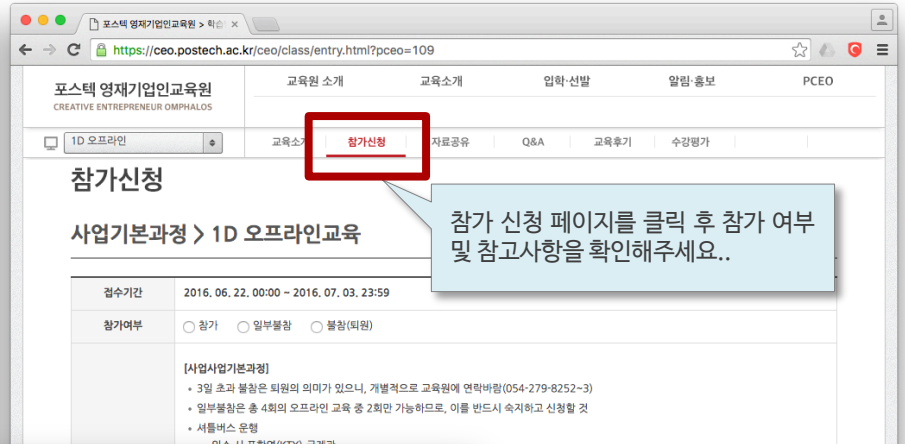 포스텍 영재기업인교육원 > 학습
https://ceo.postech.ac.kr/ceo/class/entry.html?pceo=109
포스텍 영재기업인교육원
CREATIVE ENTREPRENEUR OMPHALOS
교육원 소개 교육소개 입학·선발 알림·홍보 PCEO
1D 오프라인
교육소개 참가신청 자료공유 Q&A 교육후기 수강평가
참가신청
사업기본과정 > 1D 오프라인교육
참가 신청 페이지를 클릭 후 참가 여부
및 참고사항을 확인해주세요..
접수기간 2016. 06. 22. 00:00 ~ 2016. 07. 03. 23:59
참가여부 참가 일부불참 불참(퇴원)
[사업사업기본과정]
• 3일 초과 불참은 퇴원의 의미가 있으니, 개별적으로 교육원에 연락바람(054-279-8252~3)
• 일부불참은 총 4회의 오프라인 교육 중 2회만 가능하므로, 이를 반드시 숙지하고 신청할 것
• 셔틀버스 운행